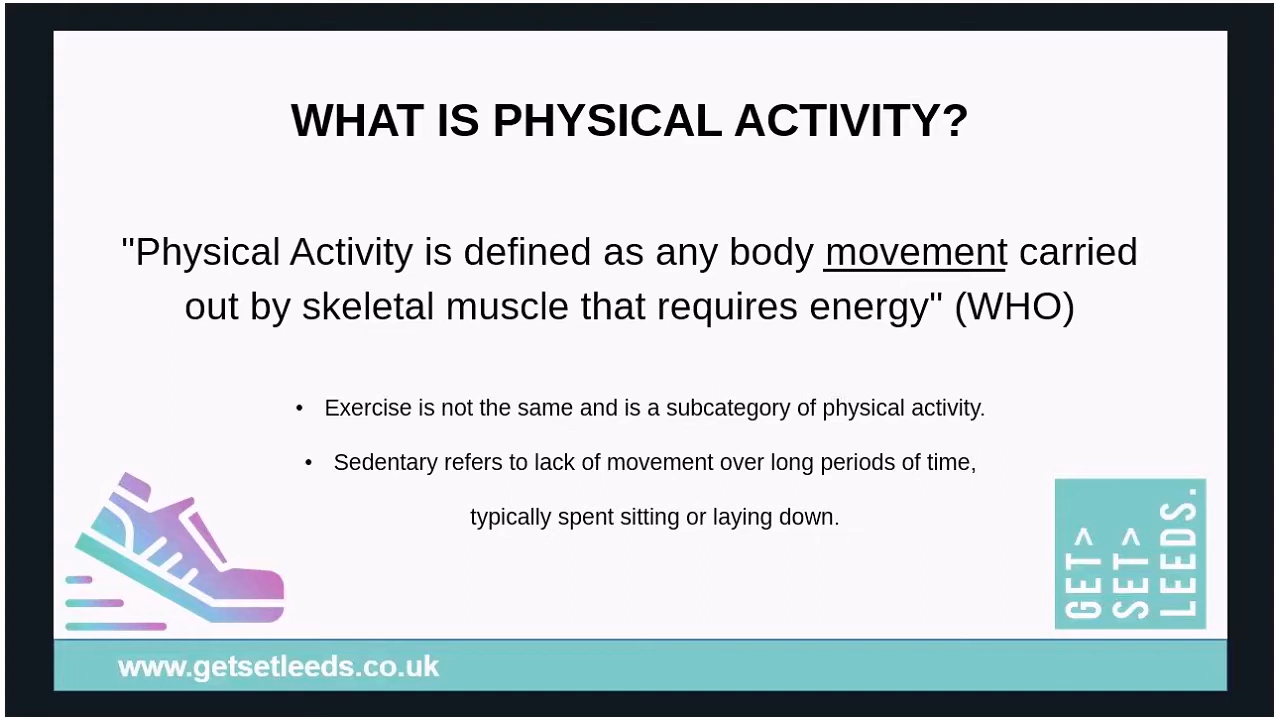 WHAT IS PHYSICAL ACTIVITY?
"Physical Activity is defined as any body movement carried
out by skeletal muscle that requires energy" (WHO)
• Exercise is not the same and is a subcategory of physical activity.
• Sedentary refers to lack of movement over long periods of time,
typically spent sitting or laying down.
GET>
SET>
LEEDS.
www.getsetleeds.co.uk